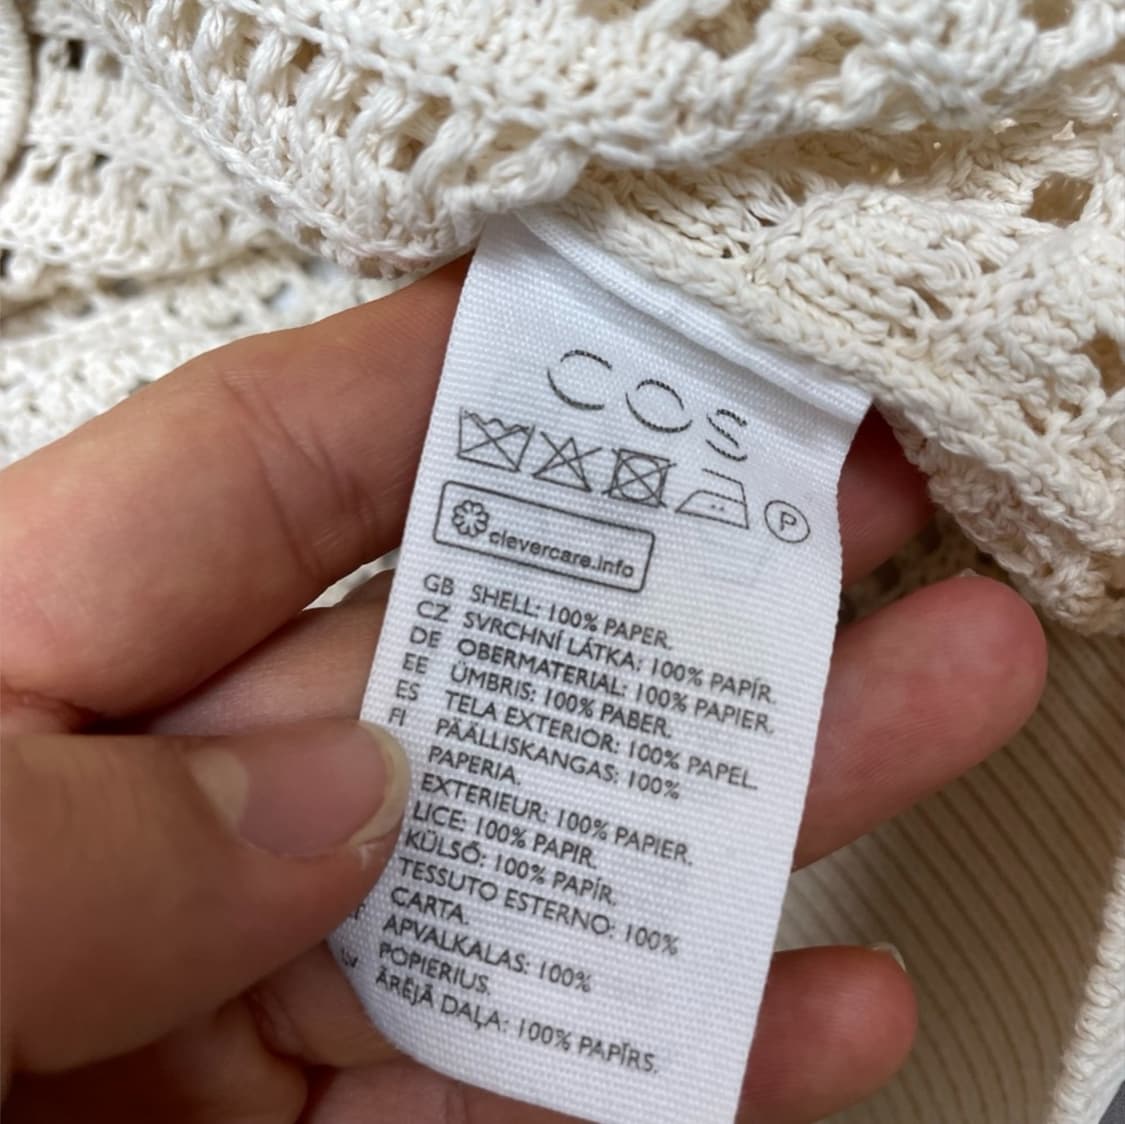 COS
P
clevercare.info
GB SHELL: 100% PAPER.
CZ SVRCHNÍ LÁTKA: 100% PAPÍR.
DE OBERMATERIAL: 100% PAPIER.
EE ÜMBRIS: 100% PABER.
ES TELA EXTERIOR: 100% PAPEL.
FI PÄÄLLISKANGAS: 100%
PAPERIA.
EXTERIEUR: 100% PAPIER.
LICE: 100% PAPIR.
KÜLSŐ: 100% PAPÍR.
TESSUTO ESTERNO: 100%
CARTA.
APVALKALAS: 100%
POPIERIUS.
ĀRĒJĀ DAĻA: 100% PAPĪRS.